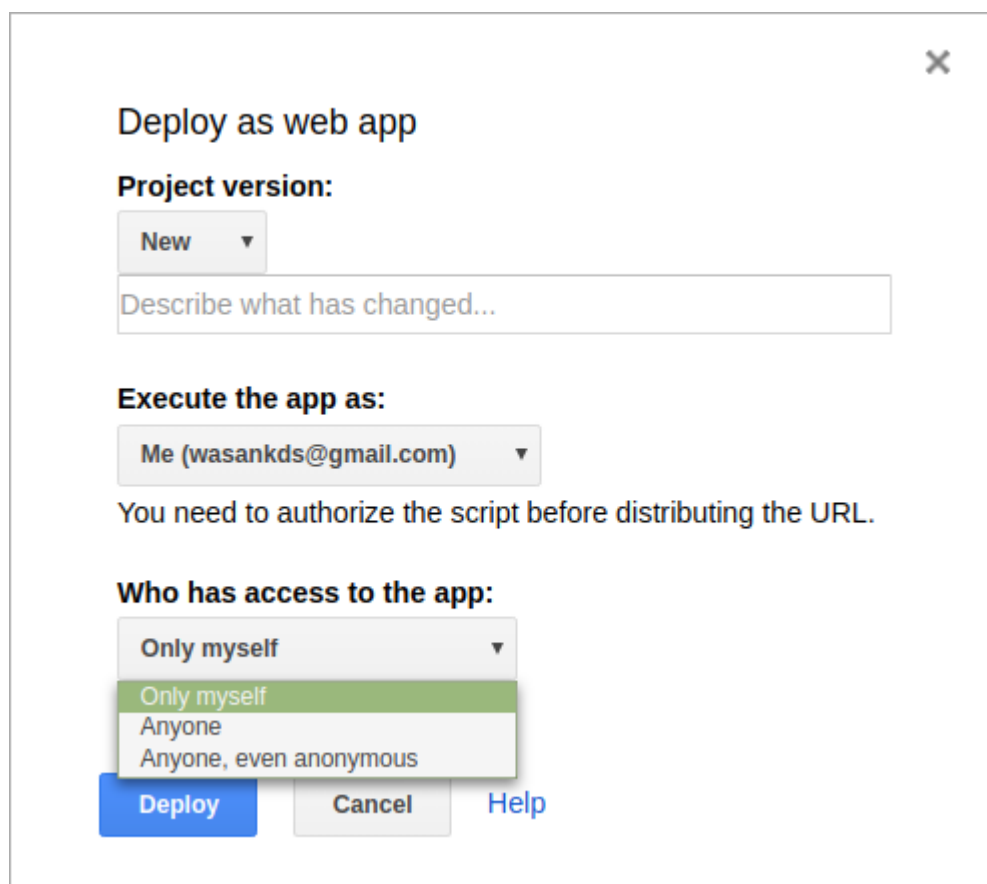 Deploy as web app
Project version:
New
Describe what has changed...
Execute the app as:
Me (wasankds@gmail.com)
You need to authorize the script before distributing the URL.
Who has access to the app:
Only myself
Only myself
Anyone
Anyone, even anonymous
Deploy Cancel Help